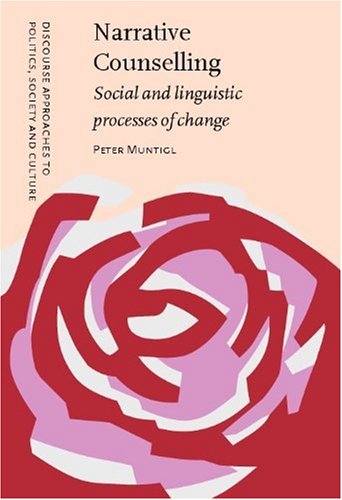 Narrative
Counselling
Social and linguistic
processes of change
PETER MUNTIGL
DISCOURSE APPROACHES TO
POLITICS, SOCIETY AND CULTURE